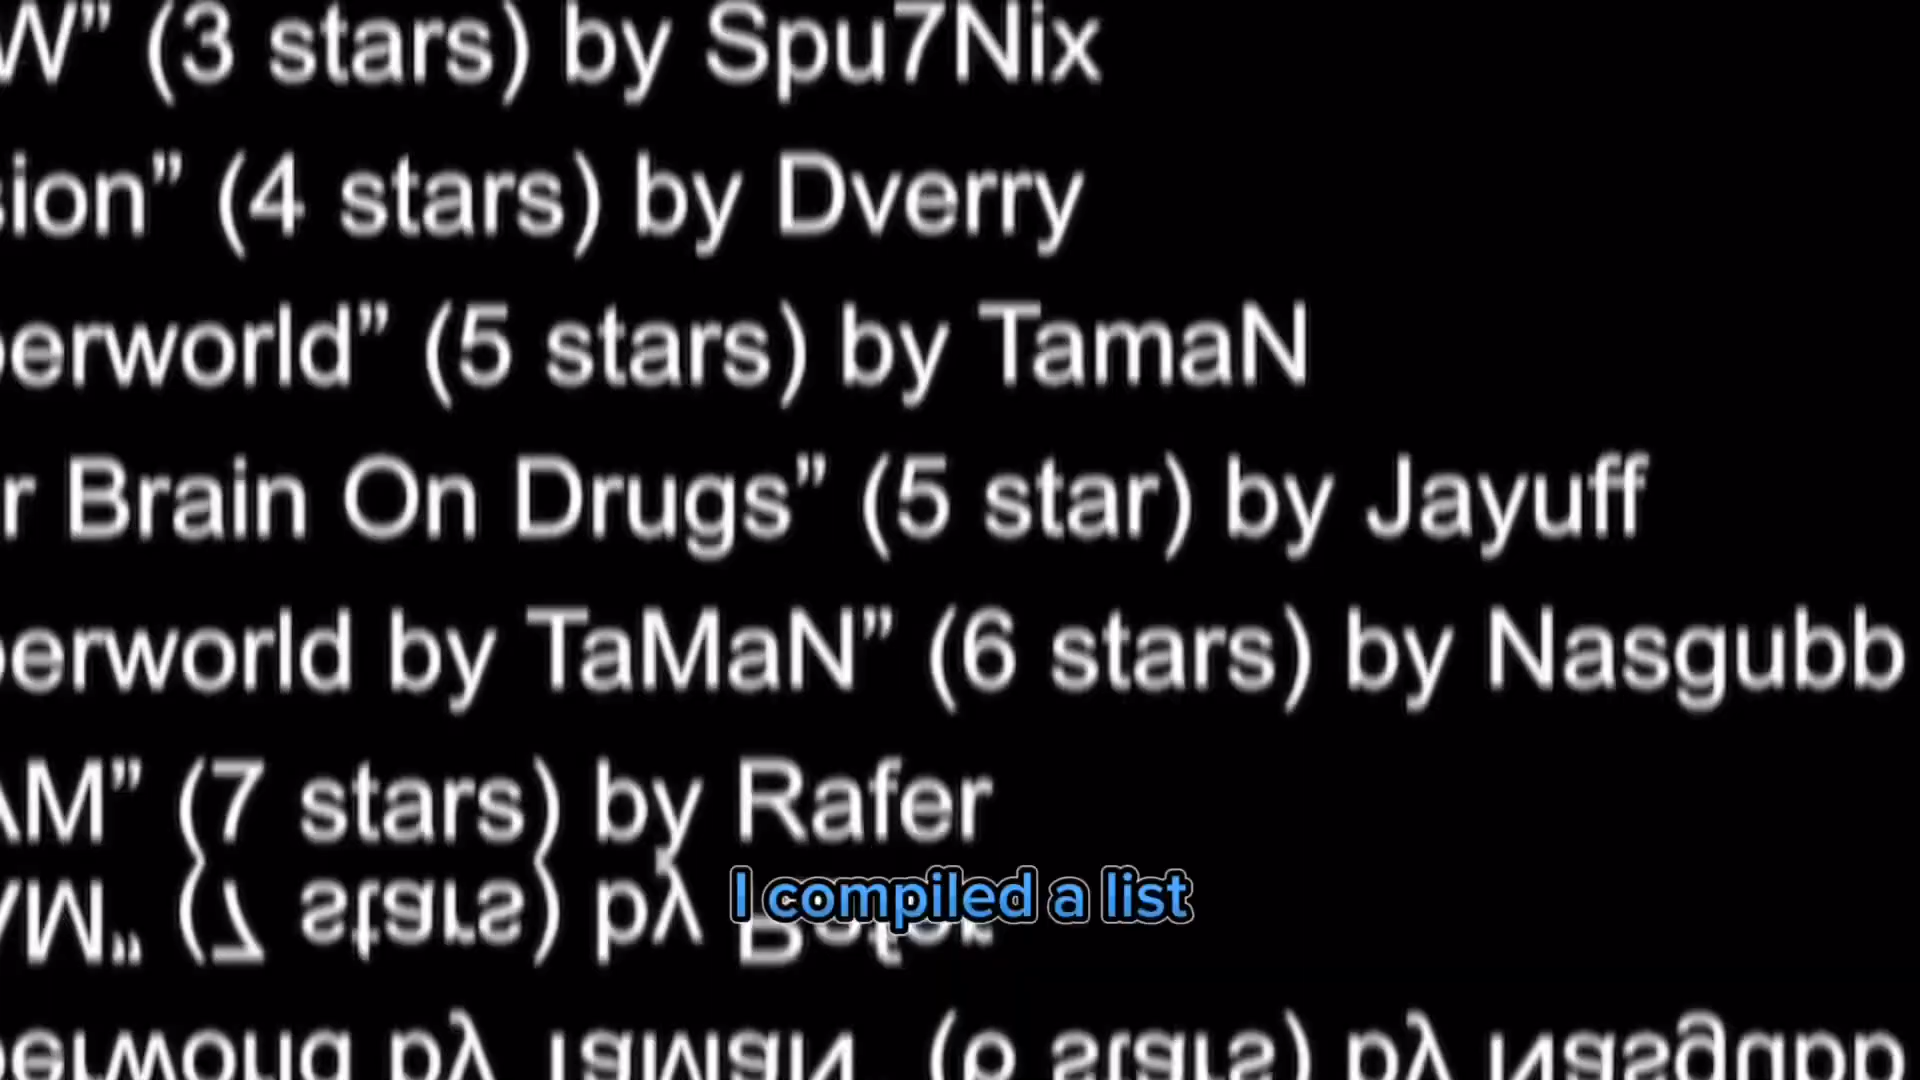 W” (3 stars) by Spu7Nix
sion” (4 stars) by Dverry
perworld” (5 stars) by TamaN
r Brain On Drugs” (5 star) by Jayuff
perworld by TaMaN” (6 stars) by Nasgubb
AM” (7 stars) by Rafer
I compiled a list